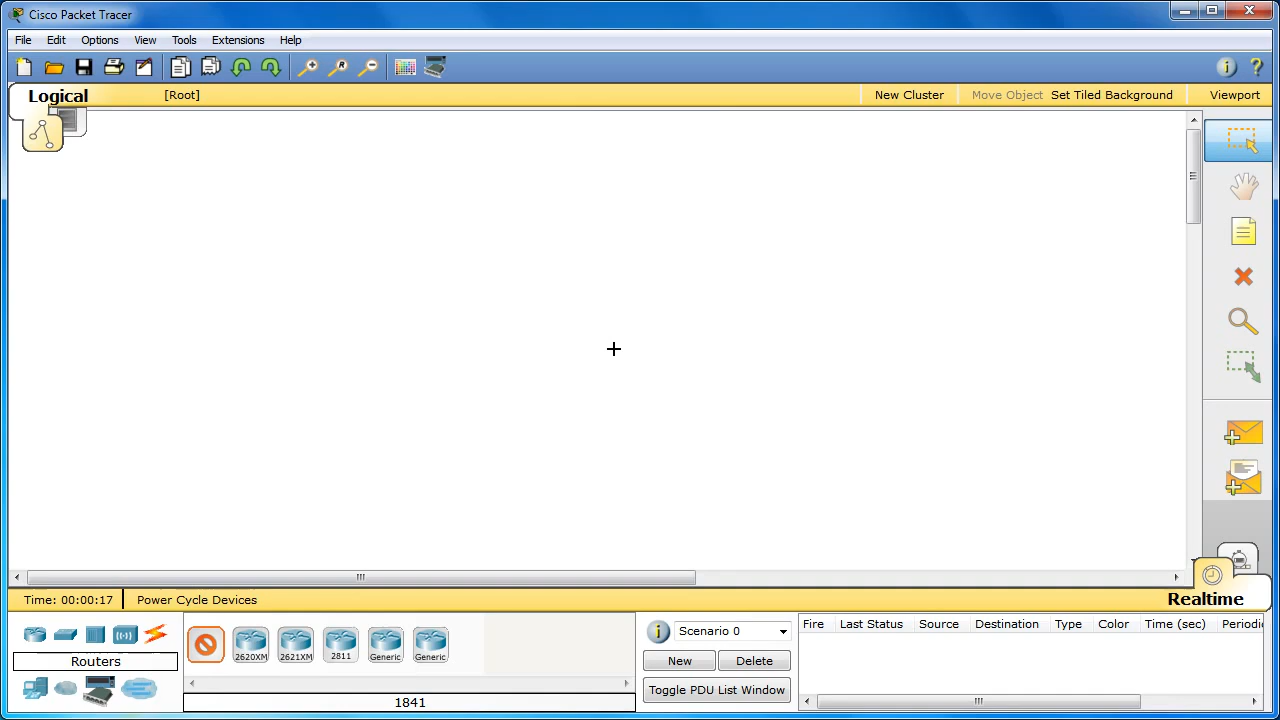 Cisco Packet Tracer
File Edit Options View Tools Extensions Help
Logical [Root] New Cluster Move Object Set Tiled Background Viewport
Time: 00:00:17 Power Cycle Devices Realtime
Routers
2620XM 2621XM 2811 Generic Generic
1841
Scenario 0
New Delete
Toggle PDU List Window
Fire Last Status Source Destination Type Color Time (sec) Periodic